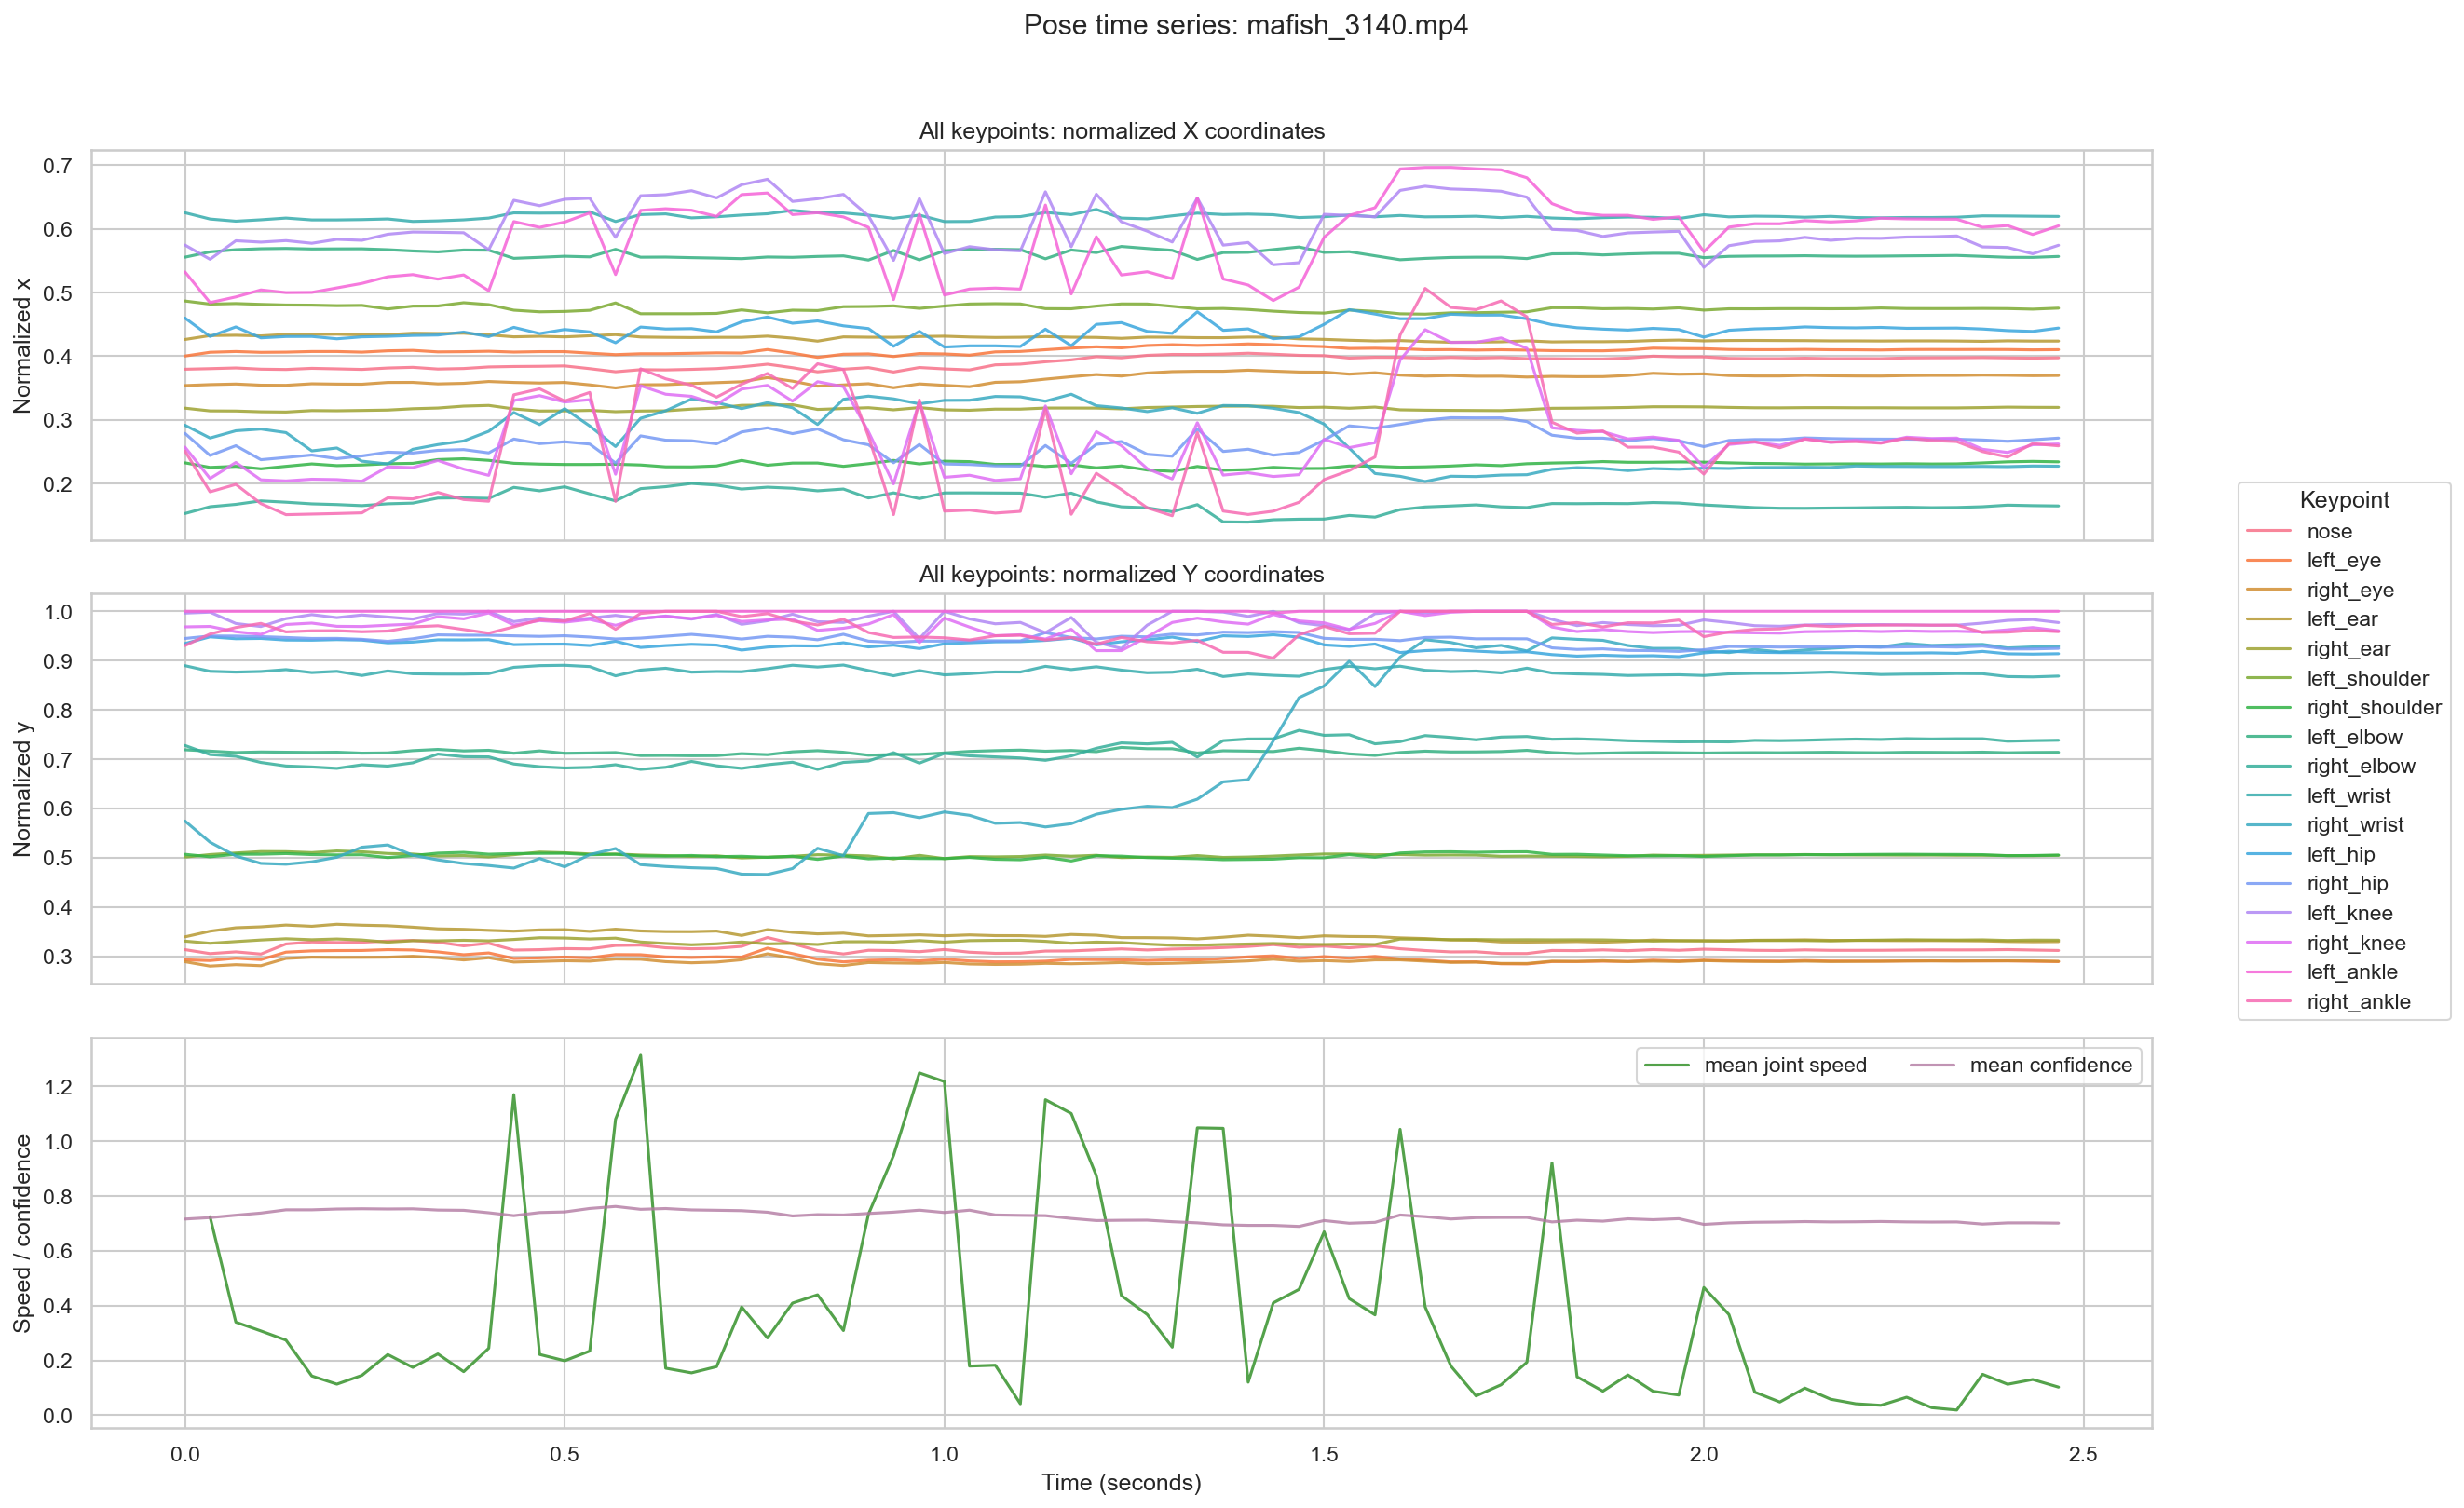 Pose time series: mafish_3140.mp4
All keypoints: normalized X coordinates
0.7
0.6
0.5
0.4
0.3
0.2
Normalized x
All keypoints: normalized Y coordinates
1.0
0.9
0.8
0.7
0.6
0.5
0.4
0.3
Normalized y
Keypoint
nose
left_eye
right_eye
left_ear
right_ear
left_shoulder
right_shoulder
left_elbow
right_elbow
left_wrist
right_wrist
left_hip
right_hip
left_knee
right_knee
left_ankle
right_ankle
mean joint speed mean confidence
1.2
1.0
0.8
0.6
0.4
0.2
0.0
Speed / confidence
0.0 0.5 1.0 1.5 2.0 2.5
Time (seconds)